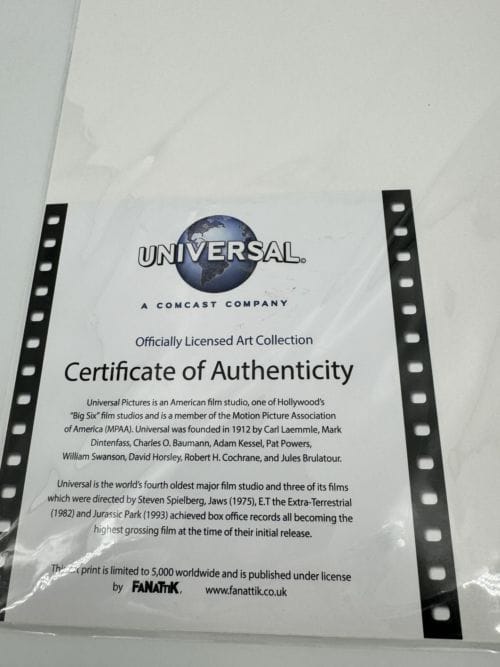 UNIVERSAL
A COMCAST COMPANY
Officially Licensed Art Collection
Certificate of Authenticity
Universal Pictures is an American film studio, one of Hollywood's
"Big Six" film studios and is a member of the Motion Picture Association
of America (MPAA). Universal was founded in 1912 by Carl Laemmle, Mark
Dintenfass, Charles O. Baumann, Adam Kessel, Pat Powers,
William Swanson, David Horsley, Robert H. Cochrane, and Jules Brulatour.
Universal is the world's fourth oldest major film studio and three of its films
which were directed by Steven Spielberg, Jaws (1975), E.T the Extra-Terrestrial
(1982) and Jurassic Park (1993) achieved box office records all becoming the
highest grossing film at the time of their initial release.
print is limited to 5,000 worldwide and is published under license
by FANATTIK. www.fanattik.co.uk